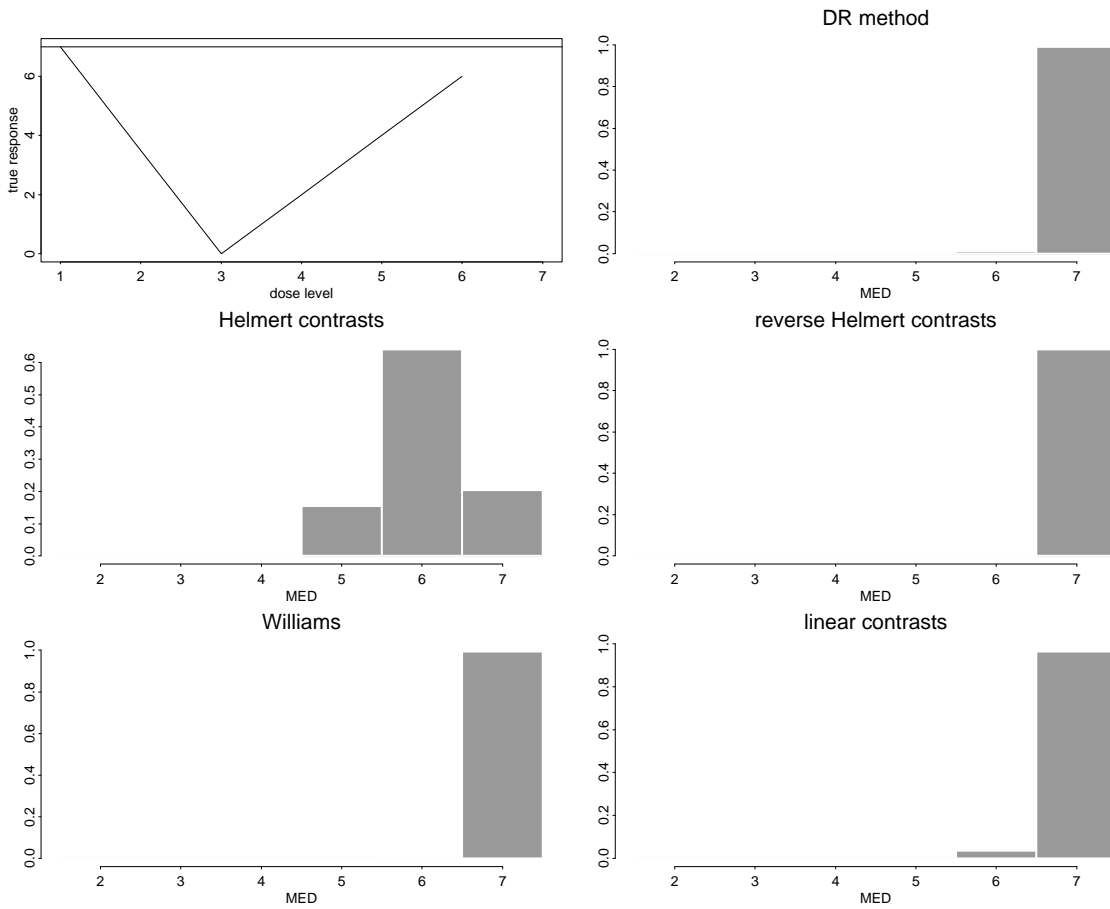 DR method
true response
0 2 4 6
1 2 3 4 5 6 7
dose level
0.0 0.2 0.4 0.6 0.8 1.0
2 3 4 5 6 7
MED
Helmert contrasts
0.0 0.1 0.2 0.3 0.4 0.5 0.6
2 3 4 5 6 7
MED
reverse Helmert contrasts
0.0 0.2 0.4 0.6 0.8 1.0
2 3 4 5 6 7
MED
Williams
0.0 0.2 0.4 0.6 0.8 1.0
2 3 4 5 6 7
MED
linear contrasts
0.0 0.2 0.4 0.6 0.8 1.0
2 3 4 5 6 7
MED